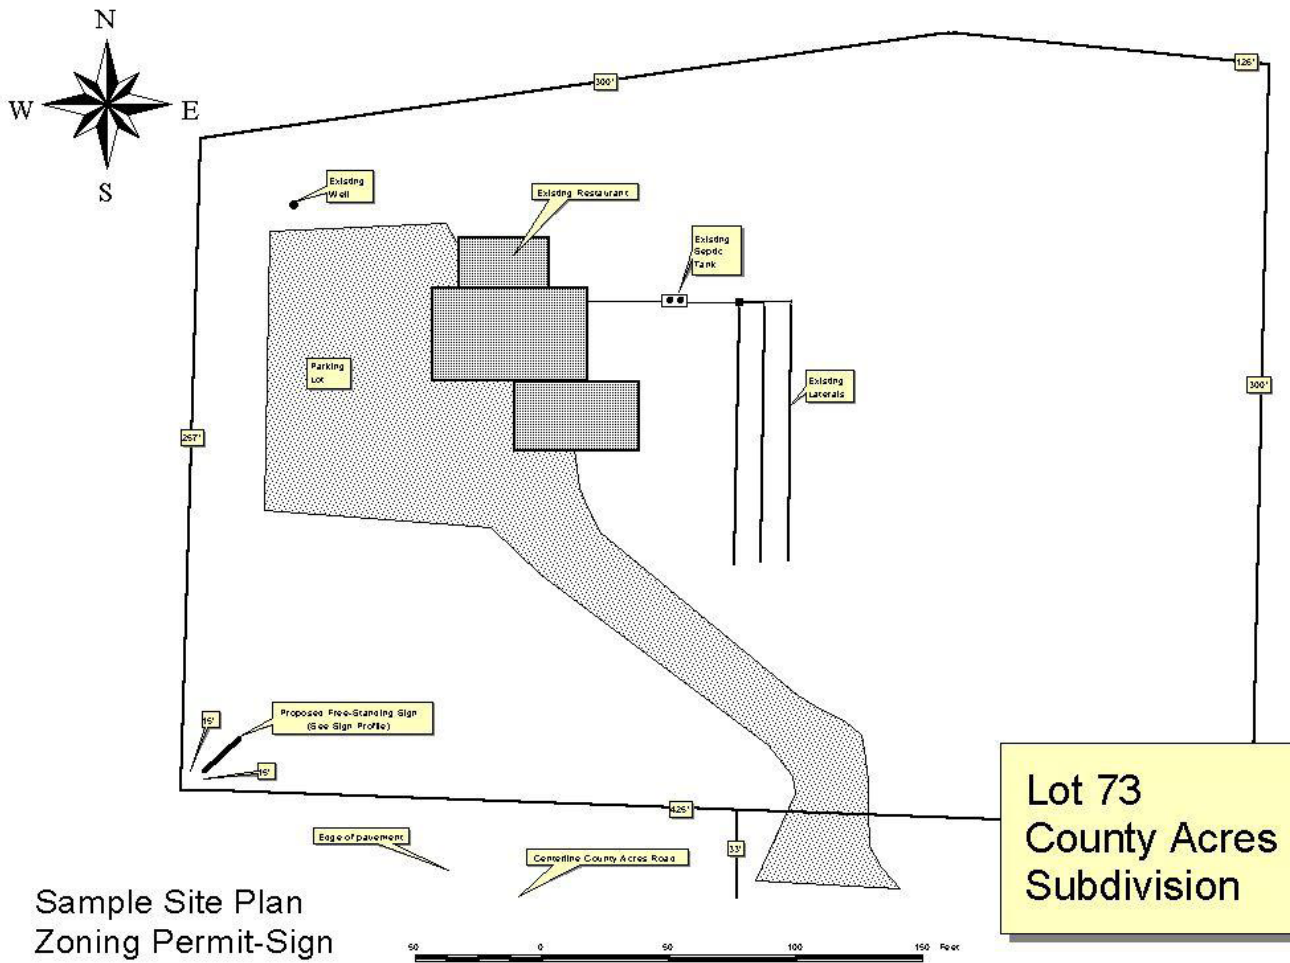 N
W
E
S
300'
126'
Existing
Well
Existing Restaurant
Existing
Septic
Tank
Parking
Lot
Existing
Laterals
300'
267'
Proposed Free-Standing Sign
(See Sign Profile)
15'
15'
425'
33'
Edge of pavement
Centerline County Acres Road
Lot 73
County Acres
Subdivision
Sample Site Plan
Zoning Permit-Sign
50 0 50 100 150 Feet